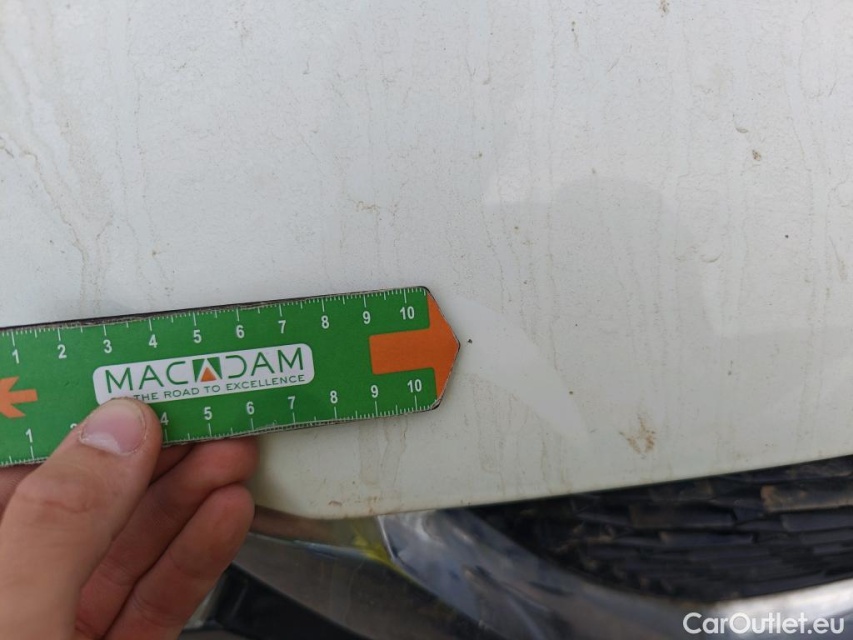 1 2 3 4 5 6 7 8 9 10
MACADAM
THE ROAD TO EXCELLENCE
1 4 5 6 7 8 9 10
CarOutlet.eu